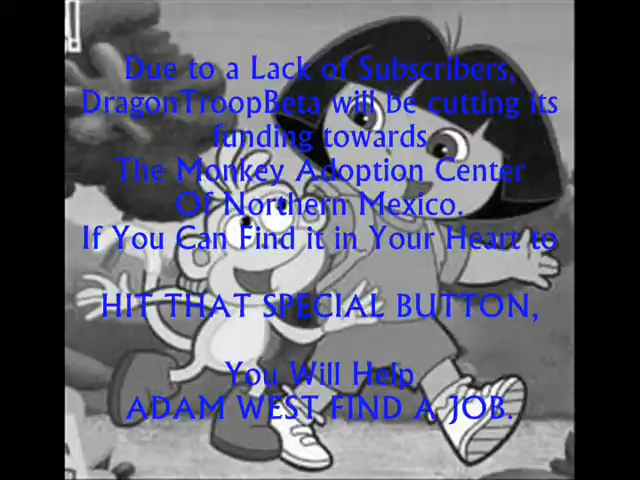 !
Due to a Lack of Subscribers,
DragonTroopBeta will be cutting its
funding towards
The Monkey Adoption Center
Of Northern Mexico.
If You Can Find it in Your Heart to
HIT THAT SPECIAL BUTTON,
You Will Help
ADAM WEST FIND A JOB.